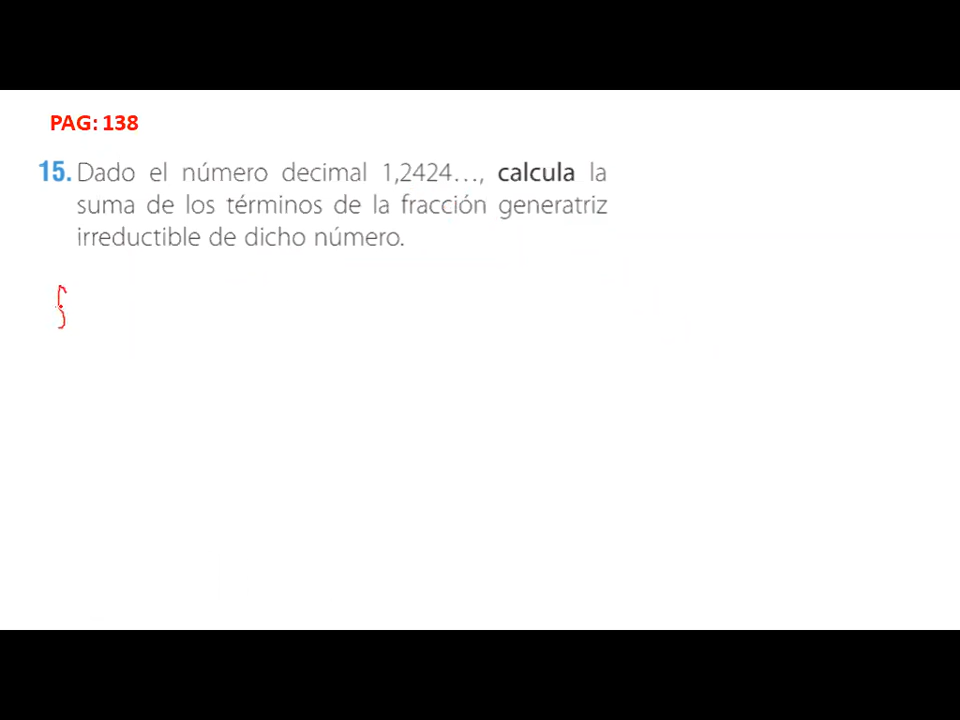 PAG: 138
15. Dado el número decimal 1,2424..., calcula la
suma de los términos de la fracción generatriz
irreductible de dicho número.